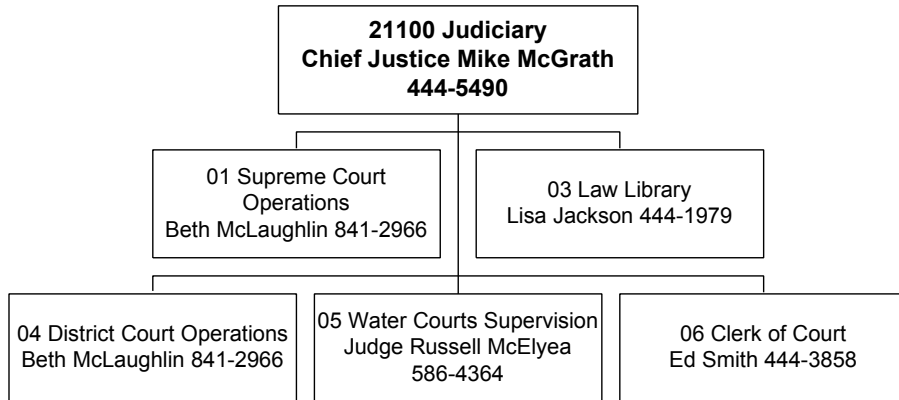 21100 Judiciary
Chief Justice Mike McGrath
444-5490
01 Supreme Court
Operations
Beth McLaughlin 841-2966
03 Law Library
Lisa Jackson 444-1979
04 District Court Operations
Beth McLaughlin 841-2966
05 Water Courts Supervision
Judge Russell McElyea
586-4364
06 Clerk of Court
Ed Smith 444-3858